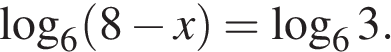 log₆(8 − x) = log₆ 3.